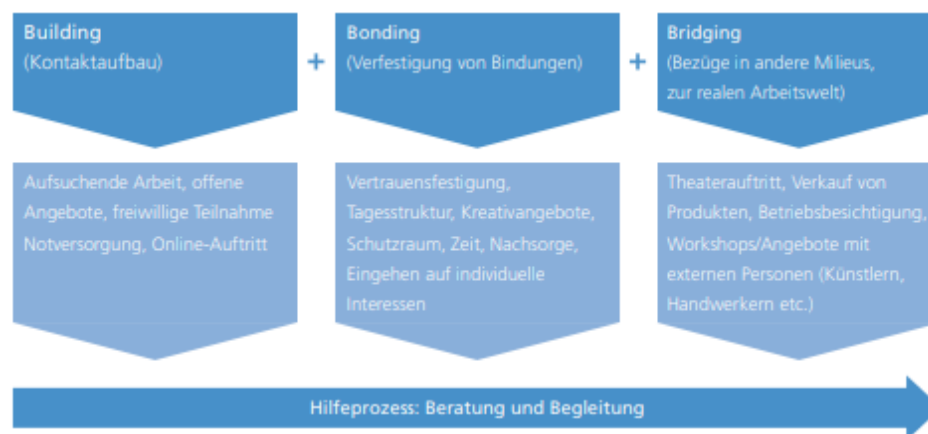 Building
(Kontaktaufbau)
+
Bonding
(Verfestigung von Bindungen)
+
Bridging
(Bezüge in andere Milieus,
zur realen Arbeitswelt)
Aufsuchende Arbeit, offene
Angebote, freiwillige Teilnahme
Notversorgung, Online-Auftritt
Vertrauensfestigung,
Tagesstruktur, Kreativangebote,
Schutzraum, Zeit, Nachsorge,
Eingehen auf individuelle
Interessen
Theaterauftritt, Verkauf von
Produkten, Betriebsbesichtigung,
Workshops/Angebote mit
externen Personen (Künstlern,
Handwerkern etc.)
Hilfeprozess: Beratung und Begleitung